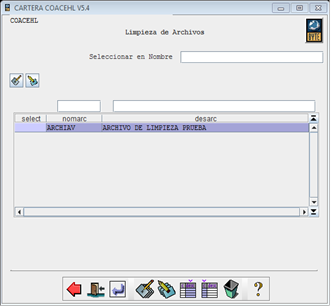 CARTERA COACEHL V5.4
COACEHL
Limpieza de Archivos
BYTE
Seleccionar en Nombre
select nomarc desarc
ARCHIAV ARCHIVO DE LIMPIEZA PRUEBA
?